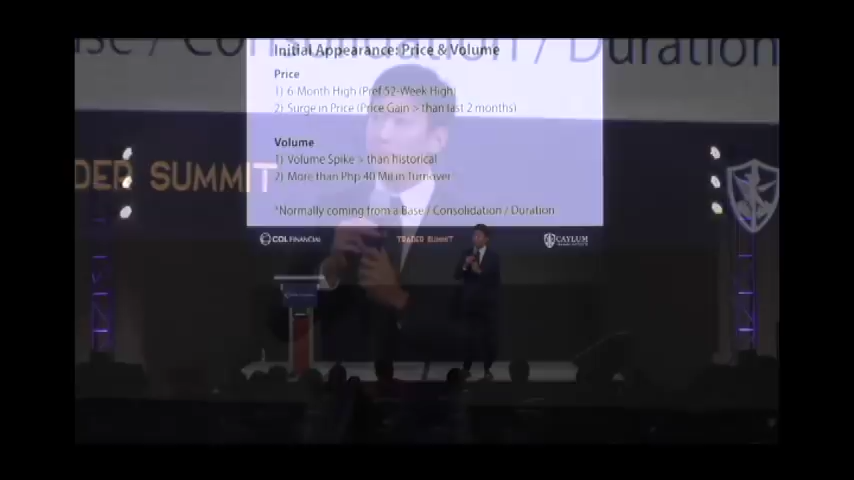 Base / Consolidation / Duration
Initial Appearance: Price & Volume
Price
1) 6-Month High (Pref 52-Week High)
2) Surge in Price (Price Gain > than last 2 months)
Volume
1) Volume Spike > than historical
2) More than Php 40 Mil in Turnover
*Normally coming from a Base / Consolidation / Duration
DER SUMMIT
COL FINANCIAL
TRADER SUMMIT
CAYLUM